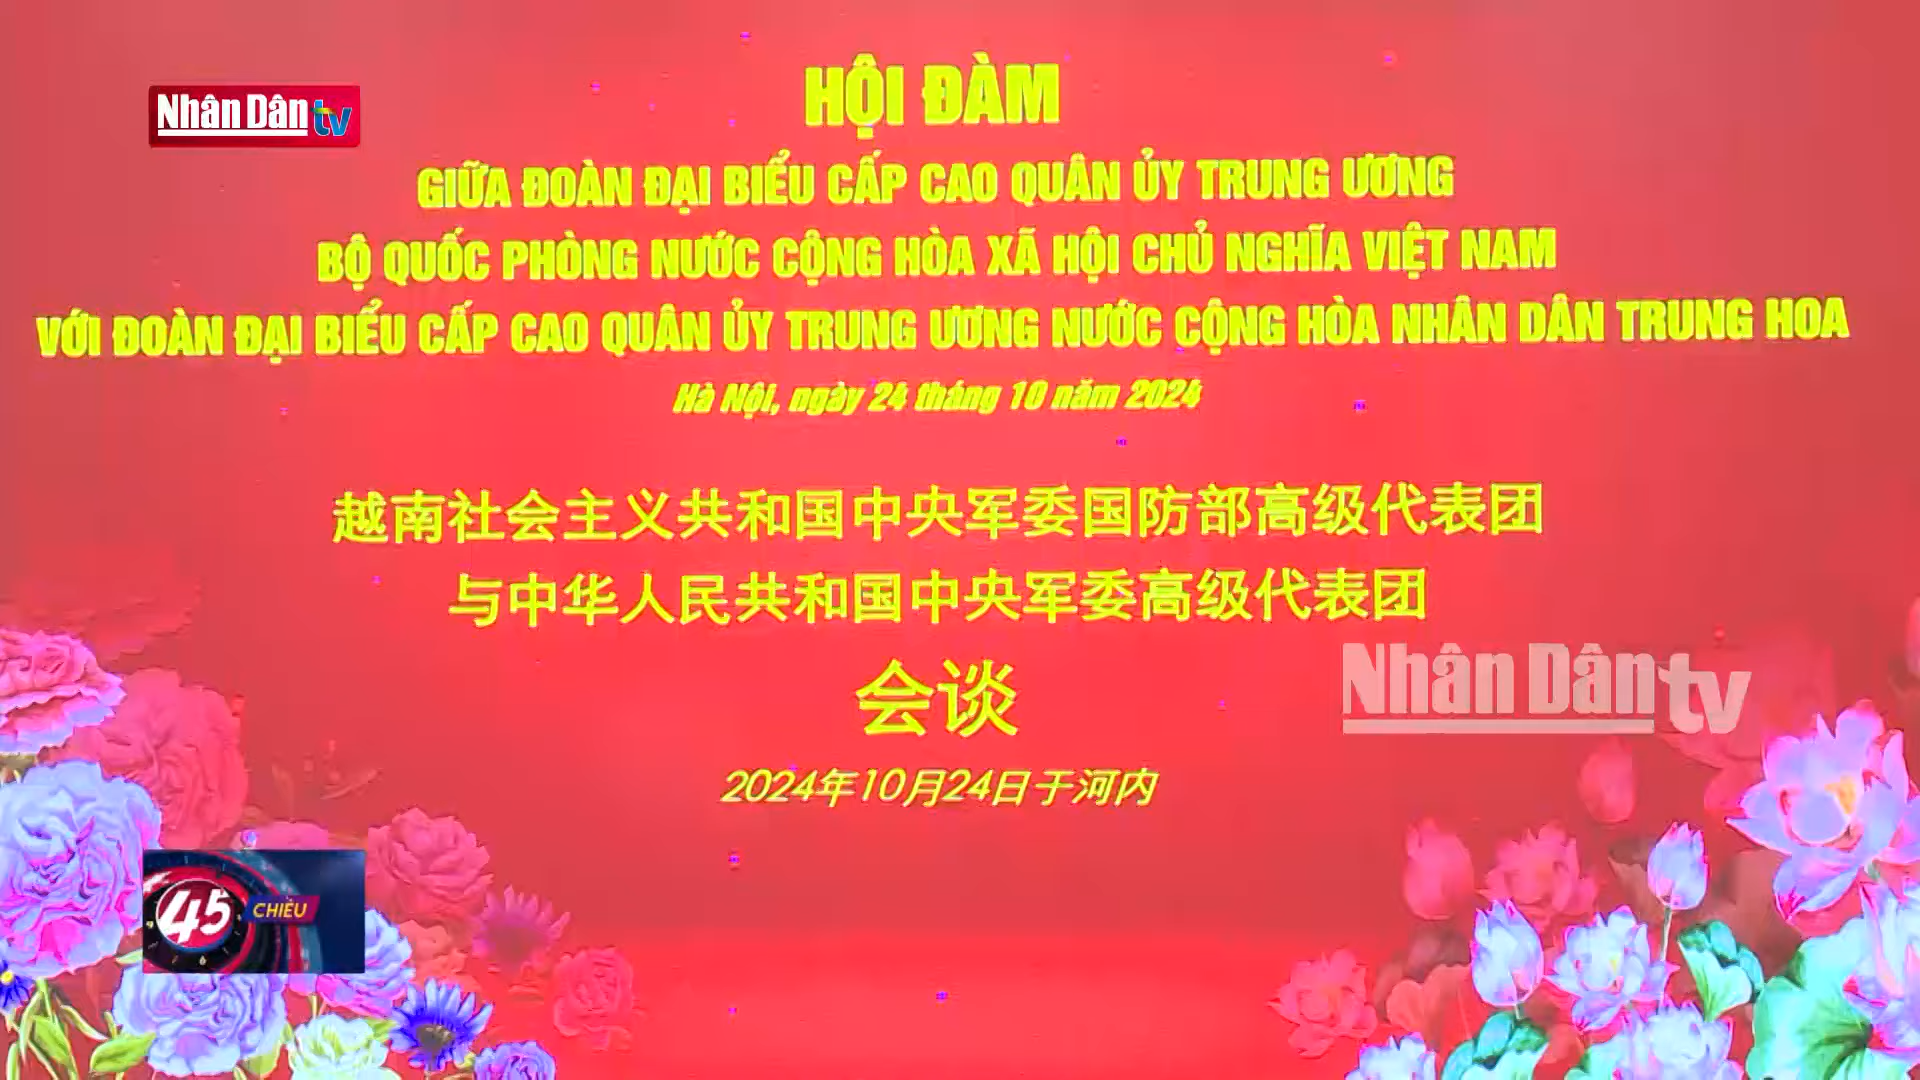 Nhân Dân tv
HỘI ĐÀM
GIỮA ĐOÀN ĐẠI BIỂU CẤP CAO QUÂN ỦY TRUNG ƯƠNG
BỘ QUỐC PHÒNG NƯỚC CỘNG HÒA XÃ HỘI CHỦ NGHĨA VIỆT NAM
VỚI ĐOÀN ĐẠI BIỂU CẤP CAO QUÂN ỦY TRUNG ƯƠNG NƯỚC CỘNG HÒA NHÂN DÂN TRUNG HOA
Hà Nội, ngày 24 tháng 10 năm 2024
越南社会主义共和国中央军委国防部高级代表团
与中华人民共和国中央军委高级代表团
会谈
Nhân Dân tv
2024年10月24日于河内
45 CHIỀU